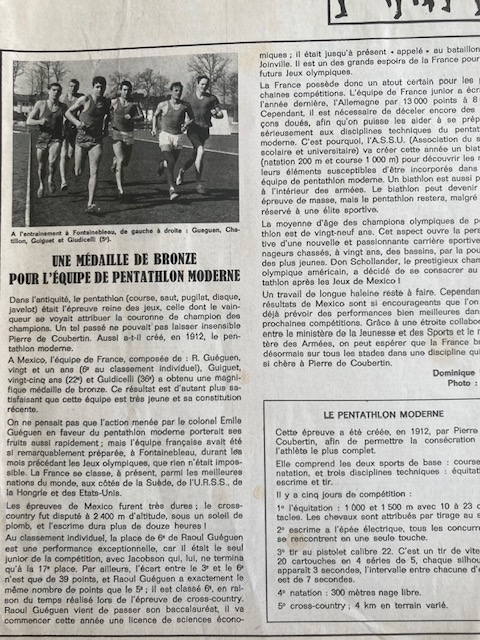 A l'entraînement à Fontainebleau, de gauche à droite : Gueguen, Cha-
tillon, Guiguet et Giudicelli (5e).
UNE MÉDAILLE DE BRONZE
POUR L'ÉQUIPE DE PENTATHLON MODERNE
Dans l'antiquité, le pentathlon (course, saut, pugilat, disque,
javelot) était l'épreuve reine des jeux, celle dont le vain-
queur se voyait attribuer la couronne de champion des
champions. Un tel passé ne pouvait pas laisser insensible
Pierre de Coubertin. Aussi a-t-il créé, en 1912, le pen-
tathlon moderne.
A Mexico, l'équipe de France, composée de : R. Guéguen,
vingt et un ans (6e au classement individuel), Guiguet,
vingt-cinq ans (22e) et Guidicelli (36e) a obtenu une magni-
fique médaille de bronze. Ce résultat est d'autant plus sa-
tisfaisant que cette équipe est très jeune et sa constitution
récente.
On ne pensait pas que l'action menée par le colonel Emile
Guéguen en faveur du pentathlon moderne porterait ses
fruits aussi rapidement ; mais l'équipe française avait été
si remarquablement préparée, à Fontainebleau, durant les
mois précédant les Jeux olympiques, que rien n'était impos-
sible. La France se classe, à présent, parmi les meilleures
nations du monde, aux côtés de la Suède, de l'U.R.S.S., de
la Hongrie et des Etats-Unis.
Les épreuves de Mexico furent très dures ; le cross-
country fut disputé à 2 400 m d'altitude, sous un soleil de
plomb, et l'escrime dura plus de douze heures !
Au classement individuel, la place de 6e de Raoul Guéguen
est une performance exceptionnelle, car il était le seul
junior de la compétition, avec Jacobson qui, lui, ne termina
qu'à la 17e place. Par ailleurs, l'écart entre le 3e et le 6e
n'est que de 39 points, et Raoul Guéguen a exactement le
même nombre de points que le 5e ; il est classé 6e, en rai-
son du temps réalisé lors de l'épreuve de cross-country.
Raoul Guéguen vient de passer son baccalauréat, il va
commencer cette année une licence de sciences écono-
miques ; il était jusqu'à présent « appelé » au bataillon
Joinville. Il est un des grands espoirs de la France pour
futurs Jeux olympiques.
La France possède donc un atout certain pour les
chaines compétitions. L'équipe de France junior a
l'année dernière, l'Allemagne par 13 000 points à 8
Cependant, il est nécessaire de déceler encore des
çons doués, afin qu'on puisse les aider à se
sérieusement aux disciplines techniques du
moderne. C'est pourquoi, l'A.S.S.U. (Association du
scolaire et universitaire) va créer cette année un
(natation 200 m et course 1 000 m) pour découvrir les
leurs éléments susceptibles d'être incorporés dans
équipe de pentathlon moderne. Un biathlon est aussi
à l'intérieur des armées. Le biathlon peut devenir
épreuve de masse, mais le pentathlon restera, malgré
réservé à une élite sportive.
La moyenne d'âge des champions olympiques de
thlon est de vingt-neuf ans. Cet aspect ouvre la
tive d'une nouvelle et passionnante carrière sportive
nageurs chassés, à vingt ans, des bassins, par la
des plus jeunes. Don Schollander, le prestigieux
olympique américain, a décidé de se consacrer au
tathlon après les Jeux de Mexico !
Un travail de longue haleine reste à faire. Cependant
résultats de Mexico sont si encourageants que l'on
déjà prévoir des performances bien meilleures dans
prochaines compétitions. Grâce à une étroite
entre le ministère de la Jeunesse et des Sports et le
tère des Armées, on peut espérer que la France
désormais sur tous les stades dans une discipline
si chère à Pierre de Coubertin.
Dominique
Photo :
LE PENTATHLON MODERNE
Cette épreuve a été créée, en 1912, par Pierre
Coubertin, afin de permettre la consécration
l'athlète le plus complet.
Elle comprend les deux sports de base : course
natation, et trois disciplines techniques :
escrime et tir.
Il y a cinq jours de compétition :
1° l'équitation : 1 000 et 1 500 m avec 10 à 23
tacles. Les chevaux sont attribués par tirage au
2° escrime à l'épée électrique, tous les
se rencontrent en une seule touche.
3° tir au pistolet calibre 22. C'est un tir de
20 cartouches en 4 séries de 5, chaque
apparaît 3 secondes, l'intervalle entre chacune
est de 7 secondes.
4° natation : 300 mètres nage libre.
5° cross-country ; 4 km en terrain varié.